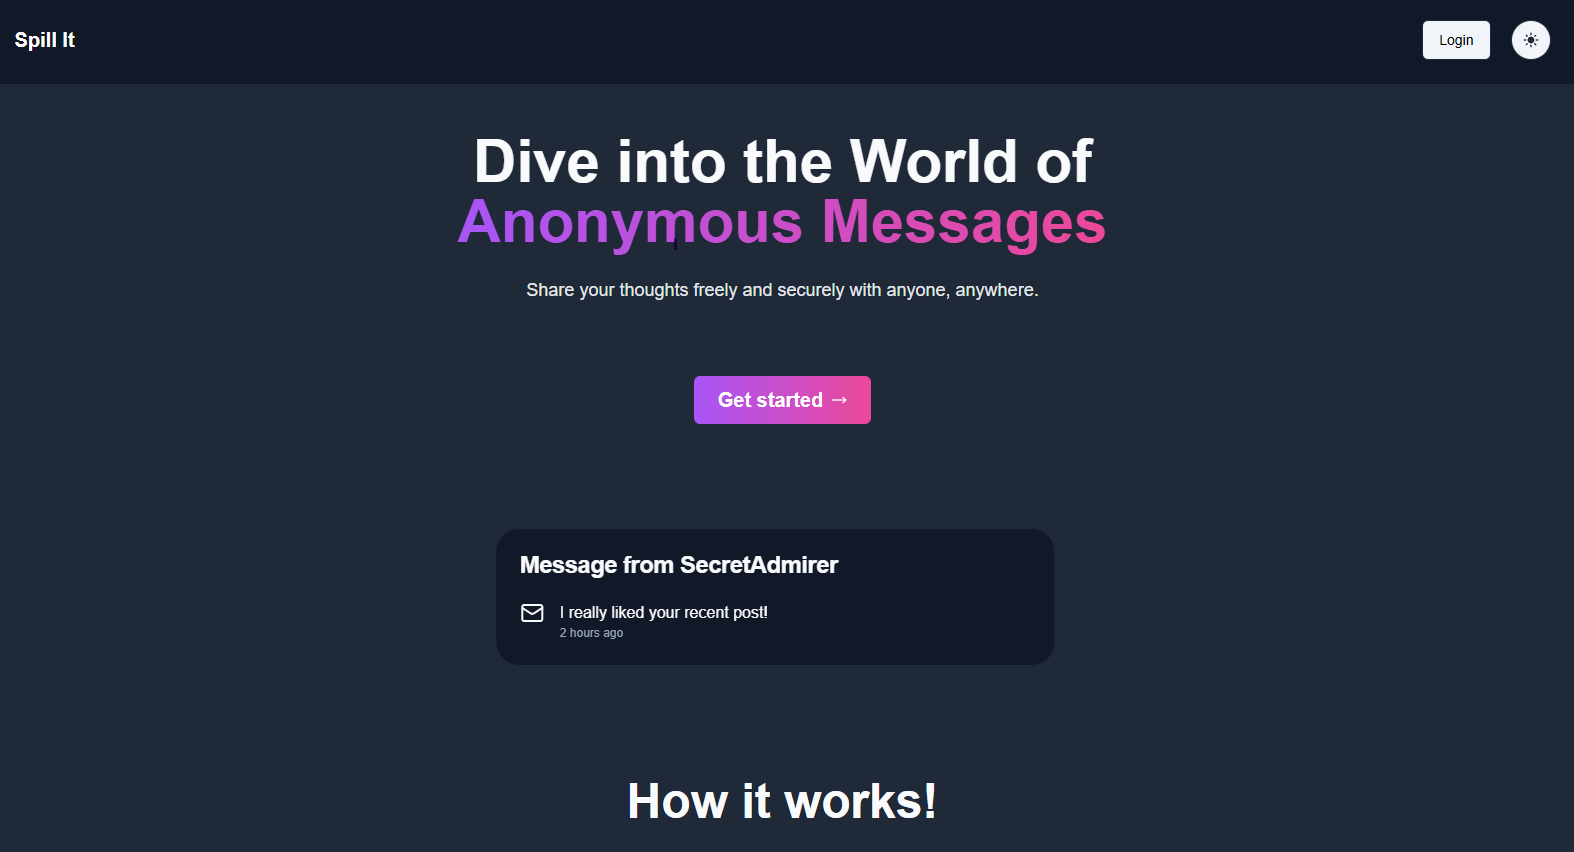 Spill It
Login
Dive into the World of
Anonymous Messages
Share your thoughts freely and securely with anyone, anywhere.
Get started →
Message from SecretAdmirer
I really liked your recent post!
2 hours ago
How it works!